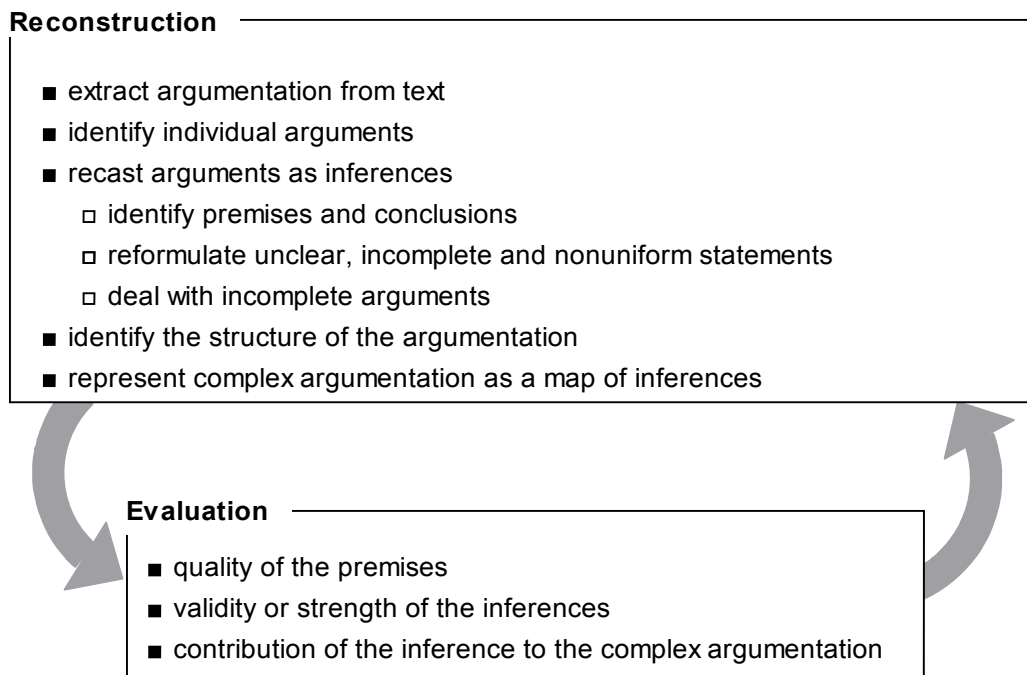 Reconstruction
■ extract argumentation from text
■ identify individual arguments
■ recast arguments as inferences
□ identify premises and conclusions
□ reformulate unclear, incomplete and nonuniform statements
□ deal with incomplete arguments
■ identify the structure of the argumentation
■ represent complex argumentation as a map of inferences
Evaluation
■ quality of the premises
■ validity or strength of the inferences
■ contribution of the inference to the complex argumentation